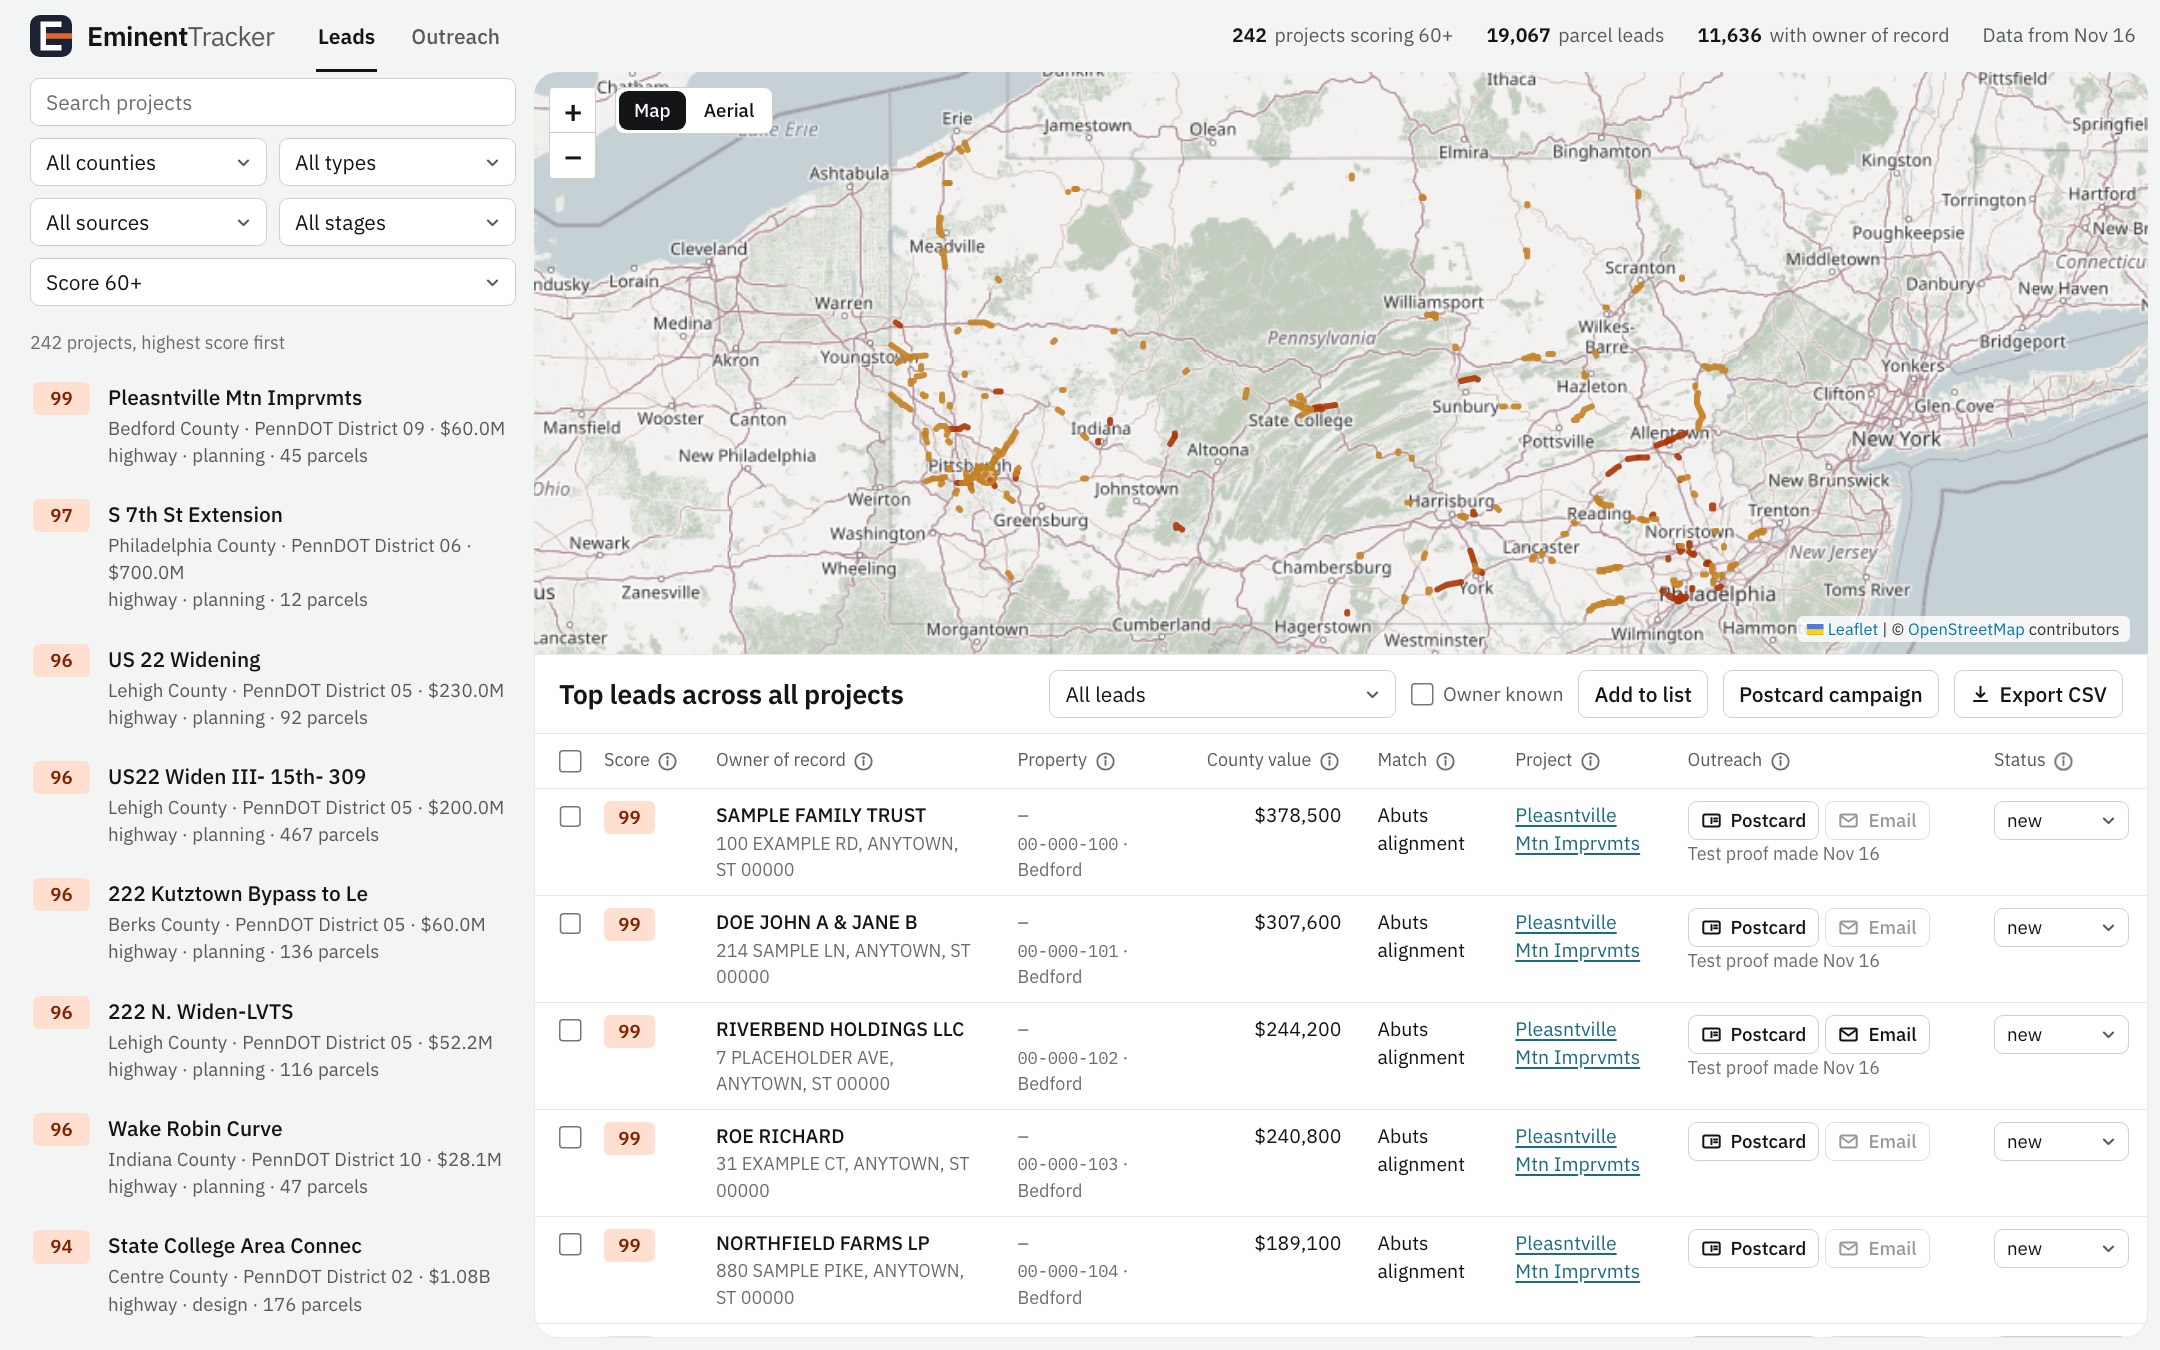 EminentTracker
Leads
Outreach
242 projects scoring 60+
19,067 parcel leads
11,636 with owner of record
Data from Nov 16
Search projects
All counties
All types
All sources
All stages
Score 60+
242 projects, highest score first
99
Pleasntville Mtn Imprvmts
Bedford County · PennDOT District 09 · $60.0M
highway · planning · 45 parcels
97
S 7th St Extension
Philadelphia County · PennDOT District 06 ·
$700.0M
highway · planning · 12 parcels
96
US 22 Widening
Lehigh County · PennDOT District 05 · $230.0M
highway · planning · 92 parcels
96
US22 Widen III- 15th- 309
Lehigh County · PennDOT District 05 · $200.0M
highway · planning · 467 parcels
96
222 Kutztown Bypass to Le
Berks County · PennDOT District 05 · $60.0M
highway · planning · 136 parcels
96
222 N. Widen-LVTS
Lehigh County · PennDOT District 05 · $52.2M
highway · planning · 116 parcels
96
Wake Robin Curve
Indiana County · PennDOT District 10 · $28.1M
highway · planning · 47 parcels
94
State College Area Connec
Centre County · PennDOT District 02 · $1.08B
highway · design · 176 parcels
+
−
Map
Aerial
Ithaca
Pittsfield
Lake Erie
Erie
Jamestown
Olean
Elmira
Binghamton
Springfiel
Kingston
Ashtabula
Torrington
Hartford
Cleveland
Meadville
Poughkeepsie
New Br
ndusky
Lorain
Scranton
Middletown
Connecticu
Danbury
New Haven
Warren
Williamsport
Medina
Pennsylvania
Wilkes-
Barre
Bridgeport
Akron
Youngstown
Yonkers
Hazleton
Clifton
Glen Cove
Mansfield
Wooster
Canton
Indiana
State College
Sunbury
Pottsville
Allentown
New York
New Philadelphia
Pittsburgh
Altoona
Ohio
Weirton
Johnstown
Harrisburg
New Brunswick
Greensburg
Reading
Trenton
Newark
Washington
Norristown
Lancaster
New Jersey
Wheeling
Chambersburg
us
Zanesville
York
Philadelphia
Toms River
Lancaster
Morgantown
Cumberland
Hagerstown
Westminster
Wilmington
Hammon
Leaflet | © OpenStreetMap contributors
Top leads across all projects
All leads
Owner known
Add to list
Postcard campaign
Export CSV
Score
Owner of record
Property
County value
Match
Project
Outreach
Status
99
SAMPLE FAMILY TRUST
100 EXAMPLE RD, ANYTOWN,
ST 00000
–
00-000-100 ·
Bedford
$378,500
Abuts
alignment
Pleasntville
Mtn Imprvmts
Postcard
Email
Test proof made Nov 16
new
99
DOE JOHN A & JANE B
214 SAMPLE LN, ANYTOWN, ST
00000
–
00-000-101 ·
Bedford
$307,600
Abuts
alignment
Pleasntville
Mtn Imprvmts
Postcard
Email
Test proof made Nov 16
new
99
RIVERBEND HOLDINGS LLC
7 PLACEHOLDER AVE,
ANYTOWN, ST 00000
–
00-000-102 ·
Bedford
$244,200
Abuts
alignment
Pleasntville
Mtn Imprvmts
Postcard
Email
Test proof made Nov 16
new
99
ROE RICHARD
31 EXAMPLE CT, ANYTOWN, ST
00000
–
00-000-103 ·
Bedford
$240,800
Abuts
alignment
Pleasntville
Mtn Imprvmts
Postcard
Email
new
99
NORTHFIELD FARMS LP
880 SAMPLE PIKE, ANYTOWN,
ST 00000
–
00-000-104 ·
Bedford
$189,100
Abuts
alignment
Pleasntville
Mtn Imprvmts
Postcard
Email
new